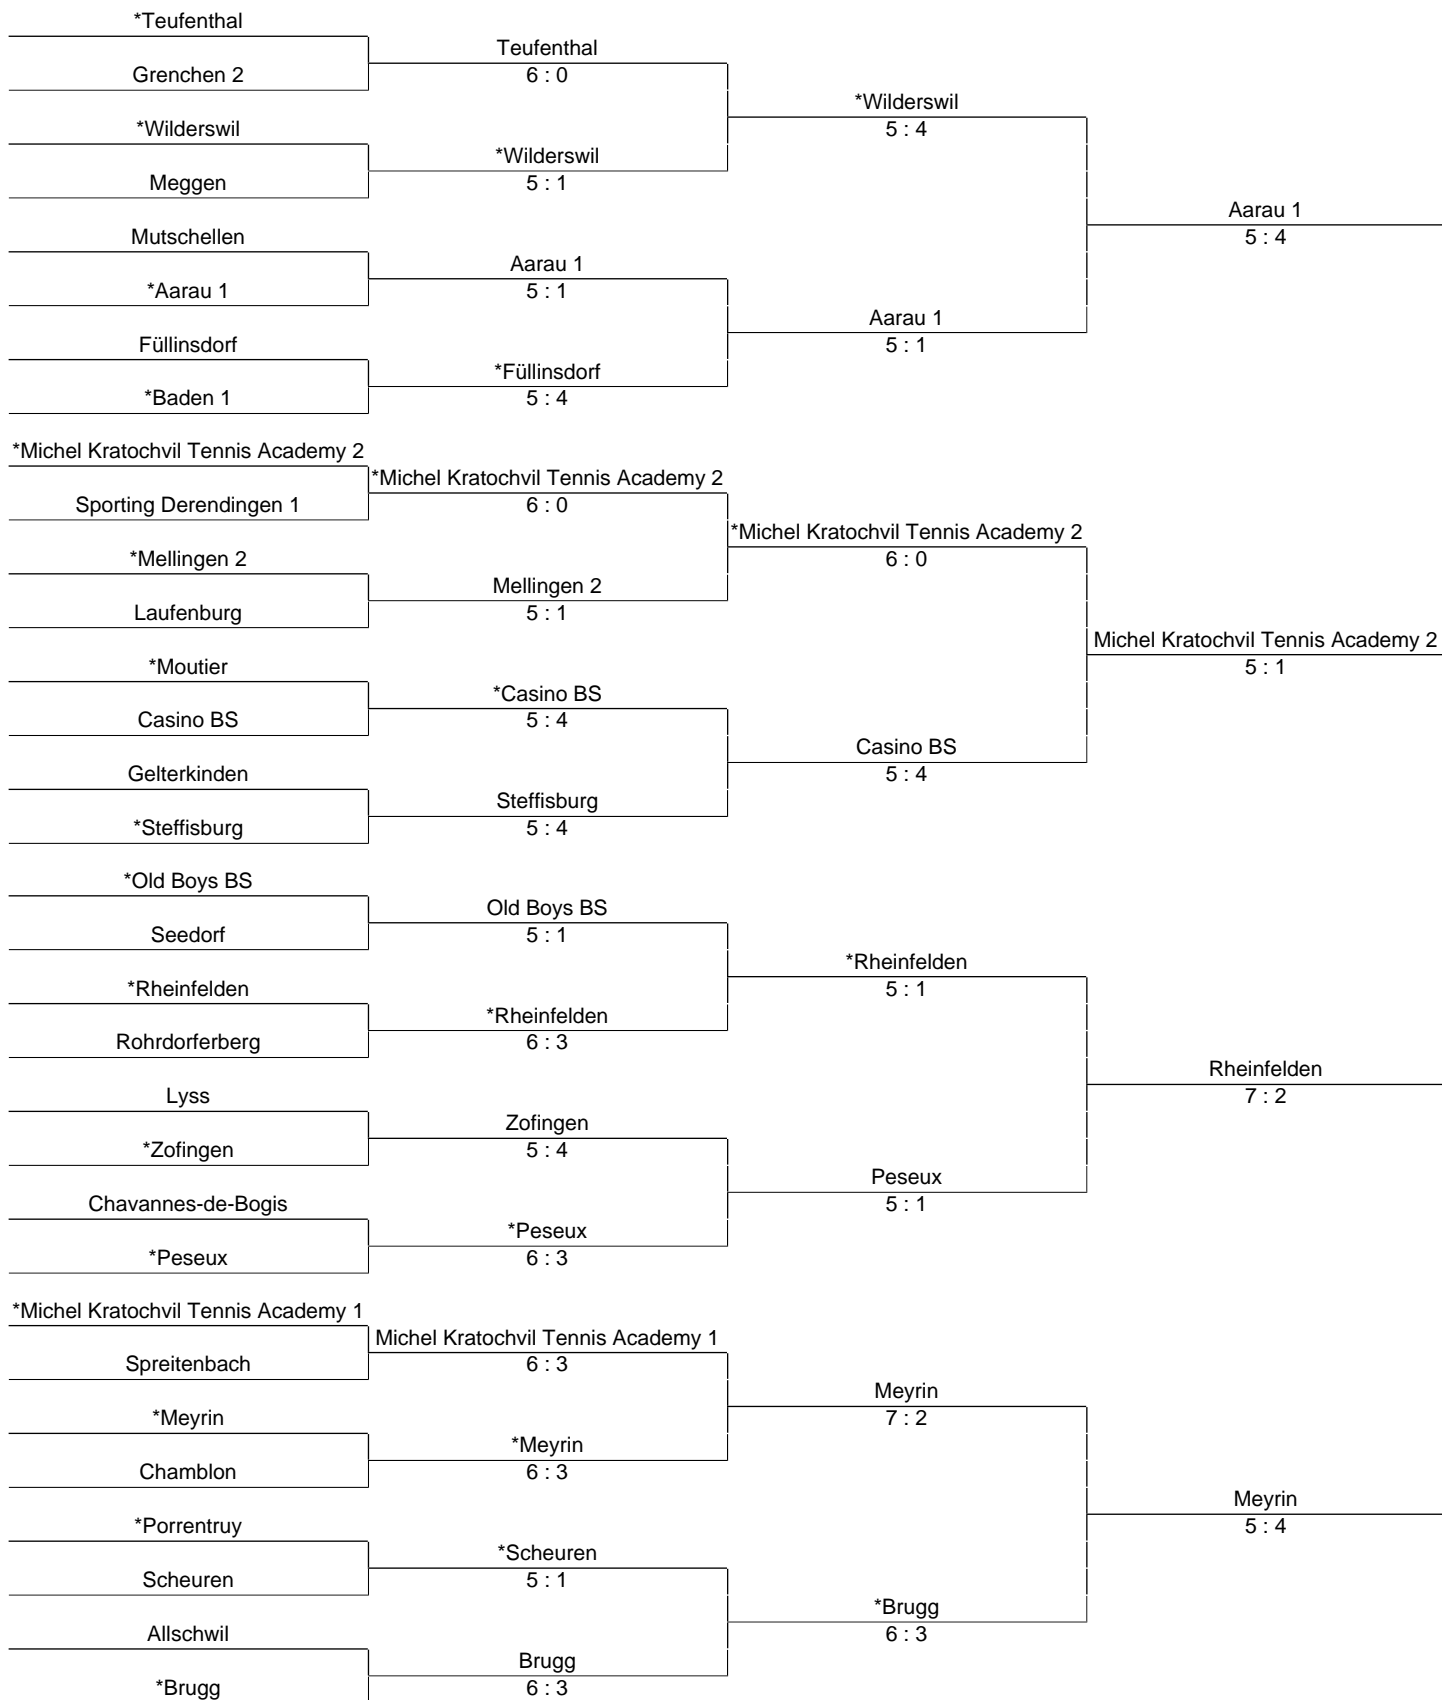 *Teufenthal
Grenchen 2
*Wilderswil
Meggen
Mutschellen
*Aarau 1
Füllinsdorf
*Baden 1
*Michel Kratochvil Tennis Academy 2
Sporting Derendingen 1
*Mellingen 2
Laufenburg
*Moutier
Casino BS
Gelterkinden
*Steffisburg
*Old Boys BS
Seedorf
*Rheinfelden
Rohrdorferberg
Lyss
*Zofingen
Chavannes-de-Bogis
*Peseux
*Michel Kratochvil Tennis Academy 1
Spreitenbach
*Meyrin
Chamblon
*Porrentruy
Scheuren
Allschwil
*Brugg
Teufenthal
6 : 0
*Wilderswil
5 : 1
Aarau 1
5 : 1
*Füllinsdorf
5 : 4
*Michel Kratochvil Tennis Academy 2
6 : 0
Mellingen 2
5 : 1
*Casino BS
5 : 4
Steffisburg
5 : 4
Old Boys BS
5 : 1
*Rheinfelden
6 : 3
Zofingen
5 : 4
*Peseux
6 : 3
Michel Kratochvil Tennis Academy 1
6 : 3
*Meyrin
6 : 3
*Scheuren
5 : 1
Brugg
6 : 3
*Wilderswil
5 : 4
Aarau 1
5 : 1
*Michel Kratochvil Tennis Academy 2
6 : 0
Casino BS
5 : 4
*Rheinfelden
5 : 1
Peseux
5 : 1
Meyrin
7 : 2
*Brugg
6 : 3
Aarau 1
5 : 4
Michel Kratochvil Tennis Academy 2
5 : 1
Rheinfelden
7 : 2
Meyrin
5 : 4